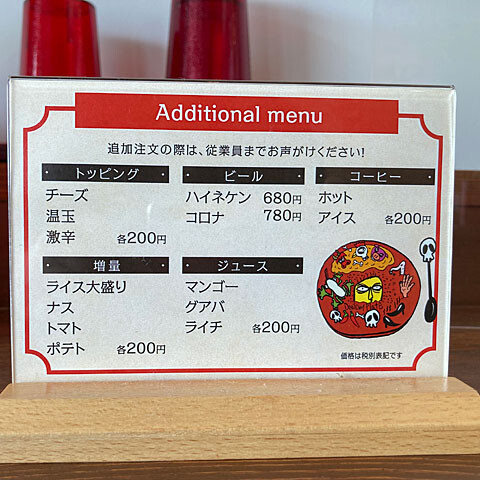 Additional menu
追加注文の際は、従業員までお声がけください!
・ トッピング ・
チーズ
温玉
激辛 各200円
・ ビール ・
ハイネケン 680円
コロナ 780円
・ コーヒー ・
ホット
アイス 各200円
・ 増量 ・
ライス大盛り
ナス
トマト
ポテト 各200円
・ ジュース ・
マンゴー
グアバ
ライチ 各200円
価格は税別表記です